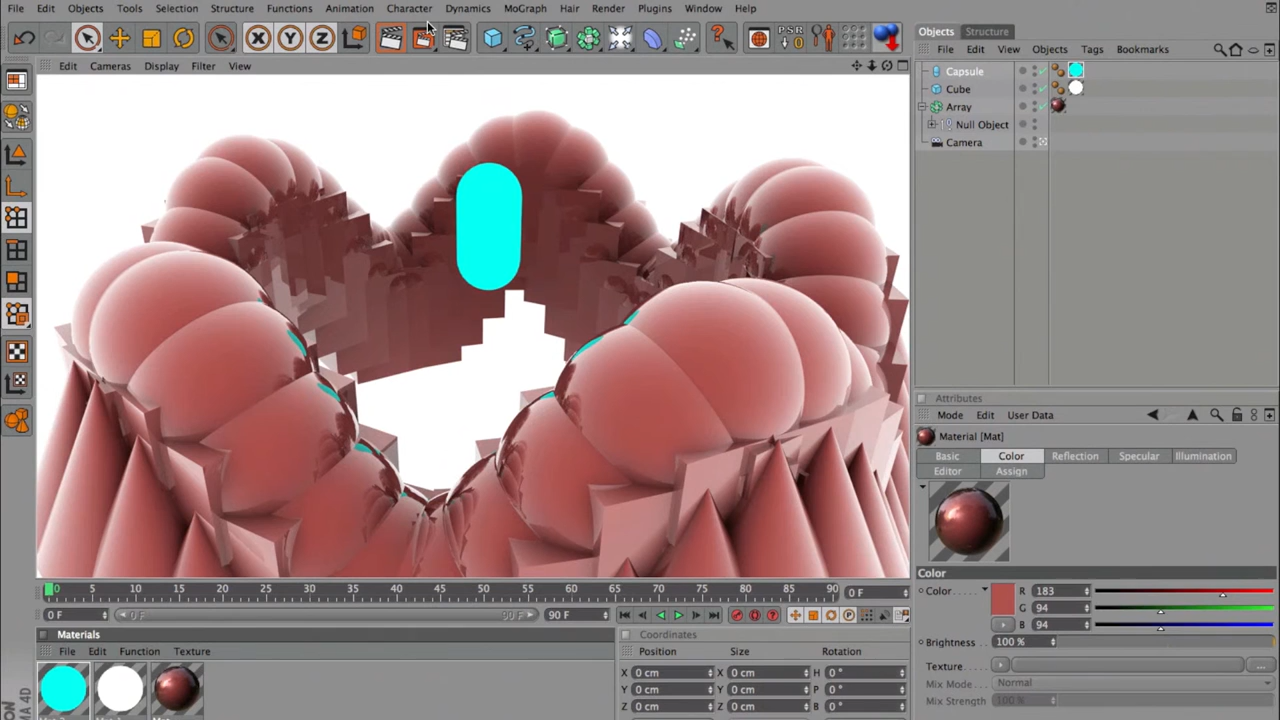 File Edit Objects Tools Selection Structure Functions Animation Character Dynamics MoGraph Hair Render Plugins Window Help
X Y Z PSR 0
Objects Structure
File Edit View Objects Tags Bookmarks
Edit Cameras Display Filter View
Capsule
Cube
Array
Null Object
Camera
Attributes
Mode Edit User Data
Material [Mat]
Basic Color Reflection Specular Illumination
Editor Assign
Color
Color R 183
G 94
B 94
Brightness 100 %
Texture ...
Mix Mode Normal
Mix Strength 100 %
0 5 10 15 20 25 30 35 40 45 50 55 60 65 70 75 80 85 90 0 F
0 F 0 F 90 F 90 F
Materials
File Edit Function Texture
Coordinates
Position Size Rotation
X 0 cm X 0 cm H 0 °
Y 0 cm Y 0 cm P 0 °
Z 0 cm Z 0 cm B 0 °